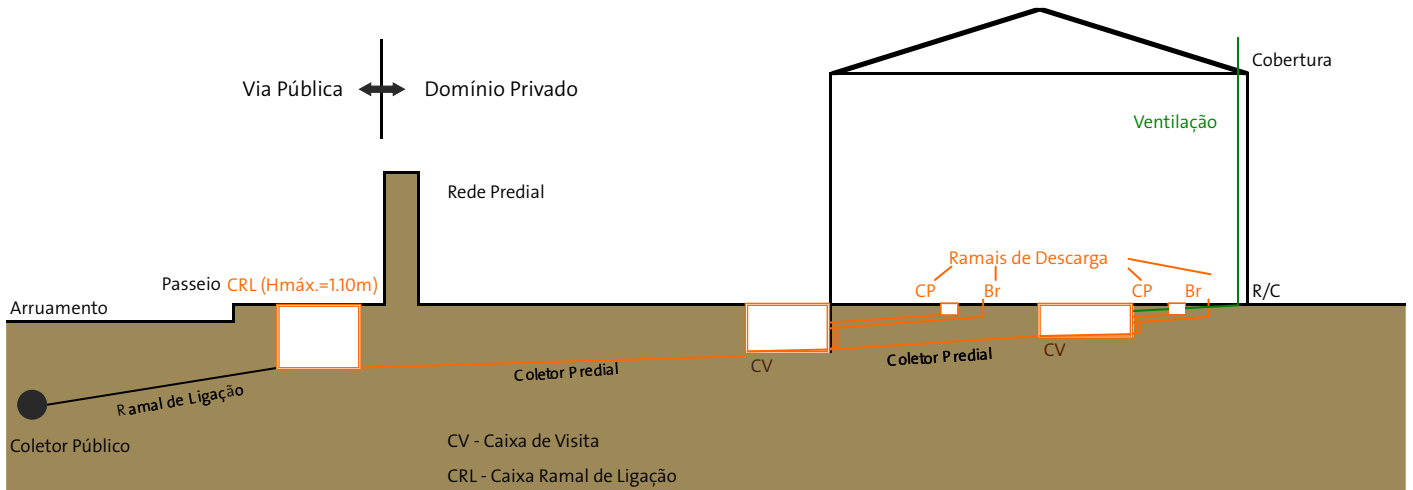 Cobertura
Via Pública
Domínio Privado
Ventilação
Rede Predial
Ramais de Descarga
Passeio
CRL (Hmáx.=1.10m)
CP
Br
CP
Br
R/C
Arruamento
CV
Coletor Predial
CV
Coletor Predial
Ramal de Ligação
Coletor Público
CV - Caixa de Visita
CRL - Caixa Ramal de Ligação